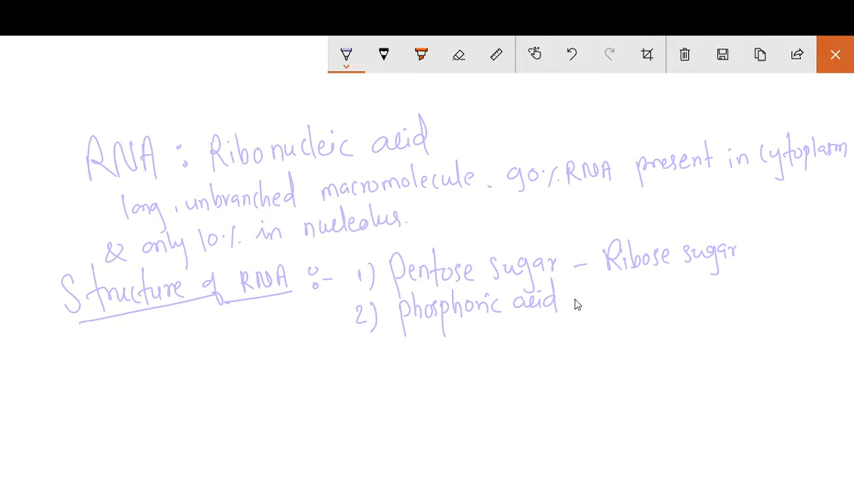 RNA : Ribonucleic acid
long, unbranched macromolecule. 90% RNA present in cytoplasm
& only 10% in nucleolus.
Structure of RNA :- 1) Pentose sugar - Ribose sugar
2) phosphoric acid